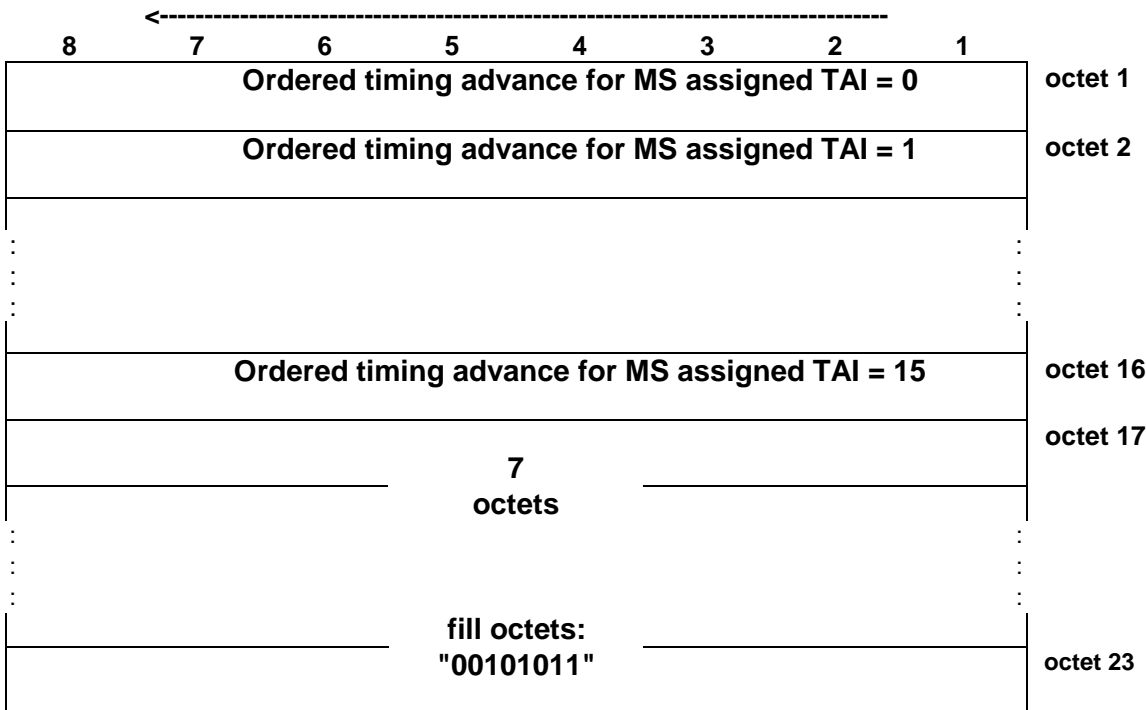 <--------------------------------------------------------------------------------
8 7 6 5 4 3 2 1
Ordered timing advance for MS assigned TAI = 0 octet 1
Ordered timing advance for MS assigned TAI = 1 octet 2
: :
: :
: :
Ordered timing advance for MS assigned TAI = 15 octet 16
octet 17
7
octets
: :
: :
: :
fill octets:
"00101011" octet 23